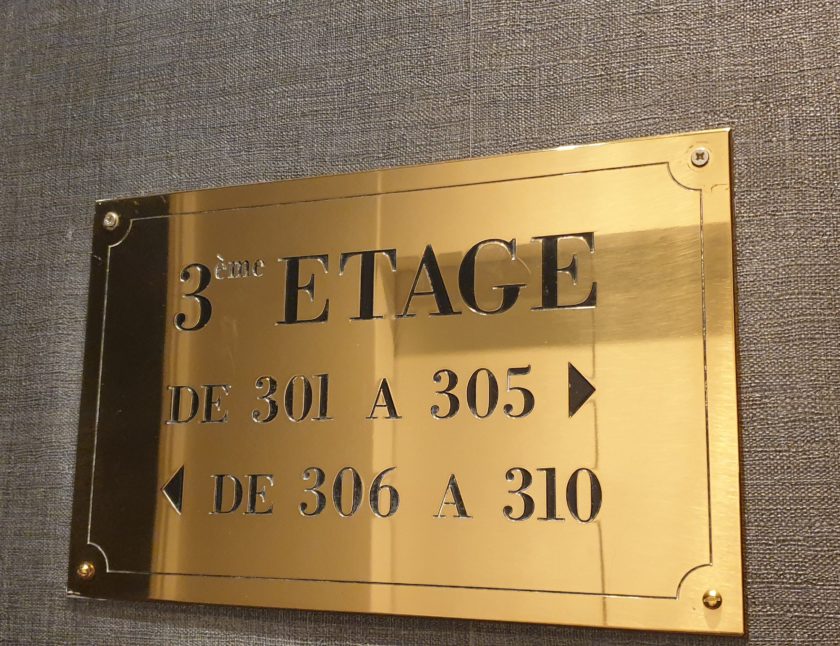 3ème ETAGE
DE 301 A 305 ▶
◀ DE 306 A 310